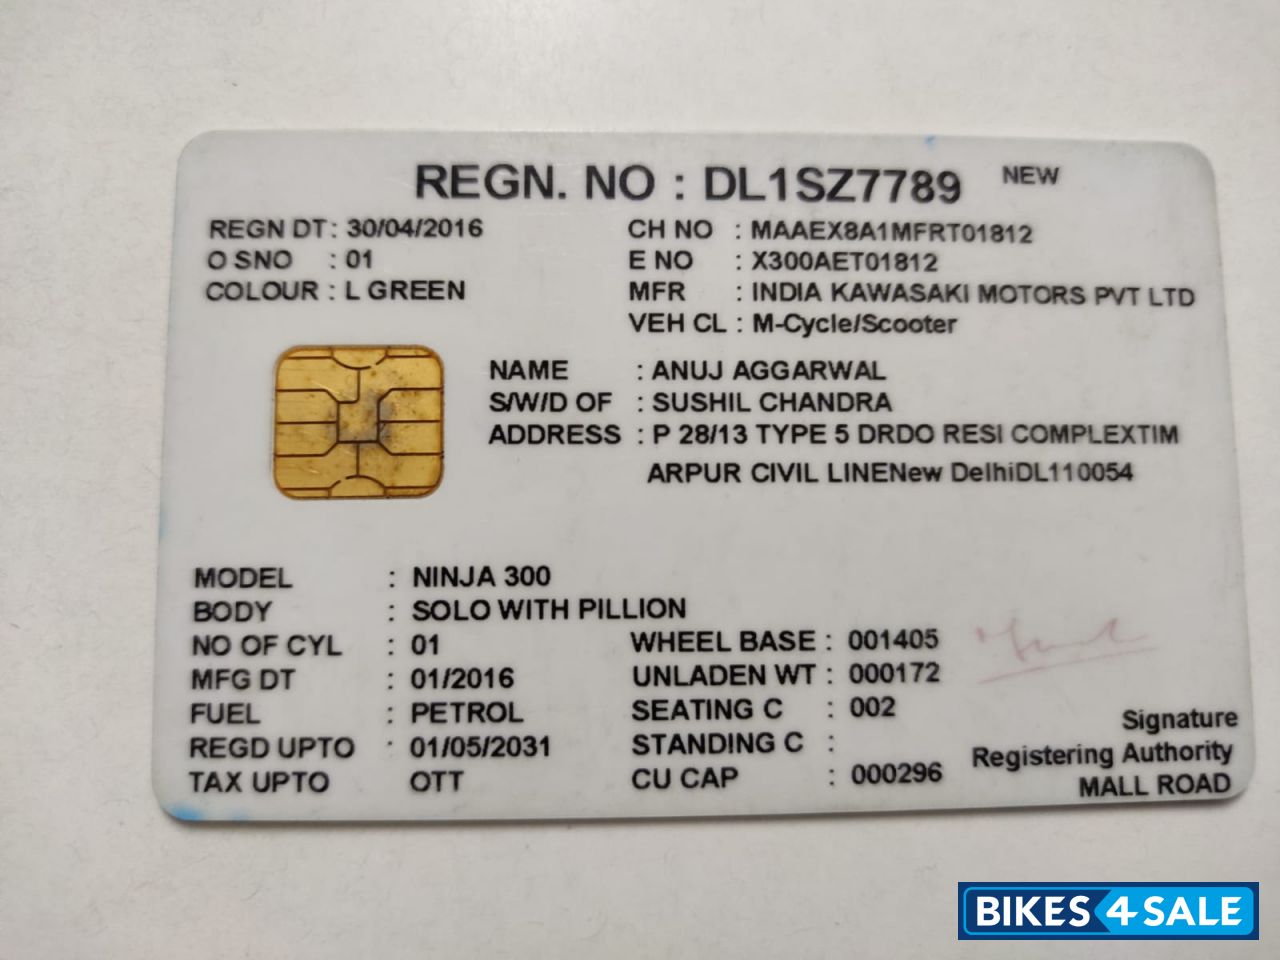 REGN. NO : DL1SZ7789 NEW
REGN DT : 30/04/2016 CH NO : MAAEX8A1MFRT01812
O SNO : 01 E NO : X300AET01812
COLOUR : L GREEN MFR : INDIA KAWASAKI MOTORS PVT LTD
VEH CL : M-Cycle/Scooter
NAME : ANUJ AGGARWAL
S/W/D OF : SUSHIL CHANDRA
ADDRESS : P 28/13 TYPE 5 DRDO RESI COMPLEXTIM
ARPUR CIVIL LINENew DelhiDL110054
MODEL : NINJA 300
BODY : SOLO WITH PILLION
NO OF CYL : 01 WHEEL BASE : 001405
MFG DT : 01/2016 UNLADEN WT : 000172
FUEL : PETROL SEATING C : 002
REGD UPTO : 01/05/2031 STANDING C :
TAX UPTO OTT CU CAP : 000296
Signature
Registering Authority
MALL ROAD
BIKES4SALE